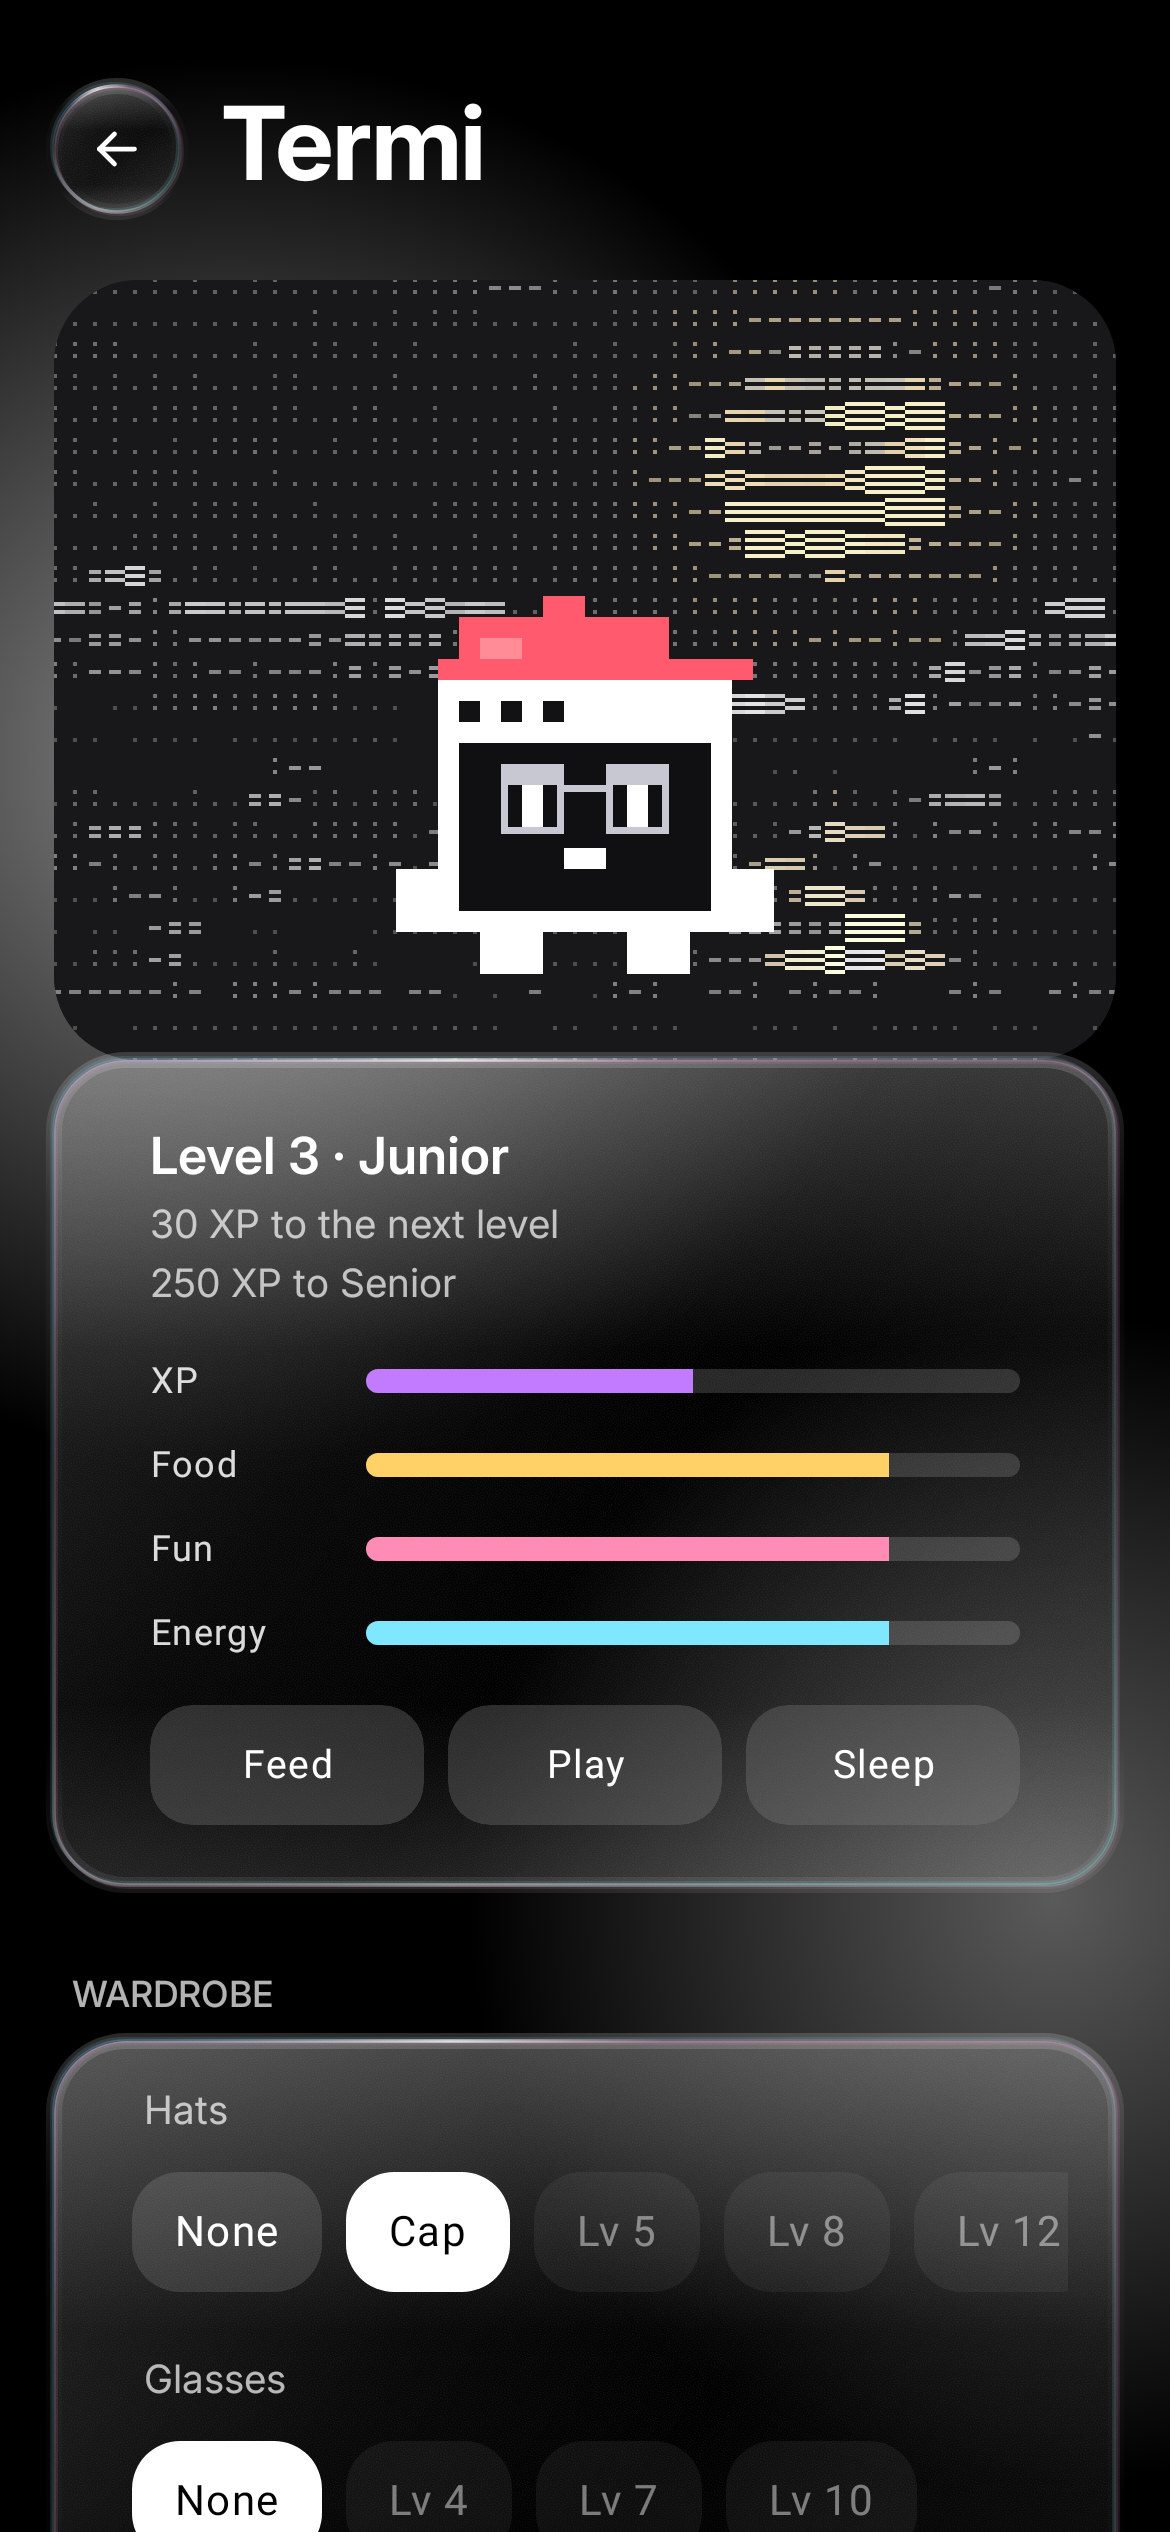 Termi
Level 3 · Junior
30 XP to the next level
250 XP to Senior
XP
Food
Fun
Energy
Feed Play Sleep
WARDROBE
Hats
None Cap Lv 5 Lv 8 Lv 12
Glasses
None Lv 4 Lv 7 Lv 10